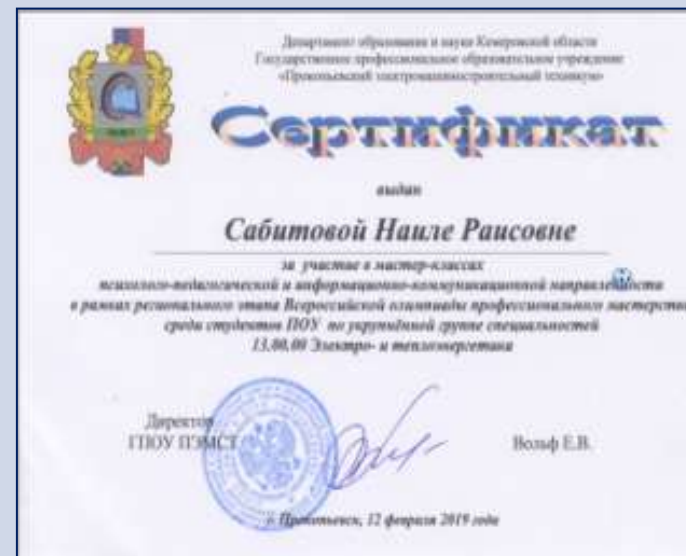 Департамент образования и науки Кемеровской области
Государственное профессиональное образовательное учреждение
«Прокопьевский электромашиностроительный техникум»
Сертификат
выдан
Сабитовой Наиле Раисовне
за участие в мастер-классах
психолого-педагогической и информационно-коммуникационной направленности
в рамках регионального этапа Всероссийской олимпиады профессионального мастерства
среди студентов ПОУ по укрупнённой группе специальностей
13.00.00 Электро- и теплоэнергетика
Директор
ГПОУ ПЭМСТ
Вольф Е.В.
г. Прокопьевск, 12 февраля 2019 года